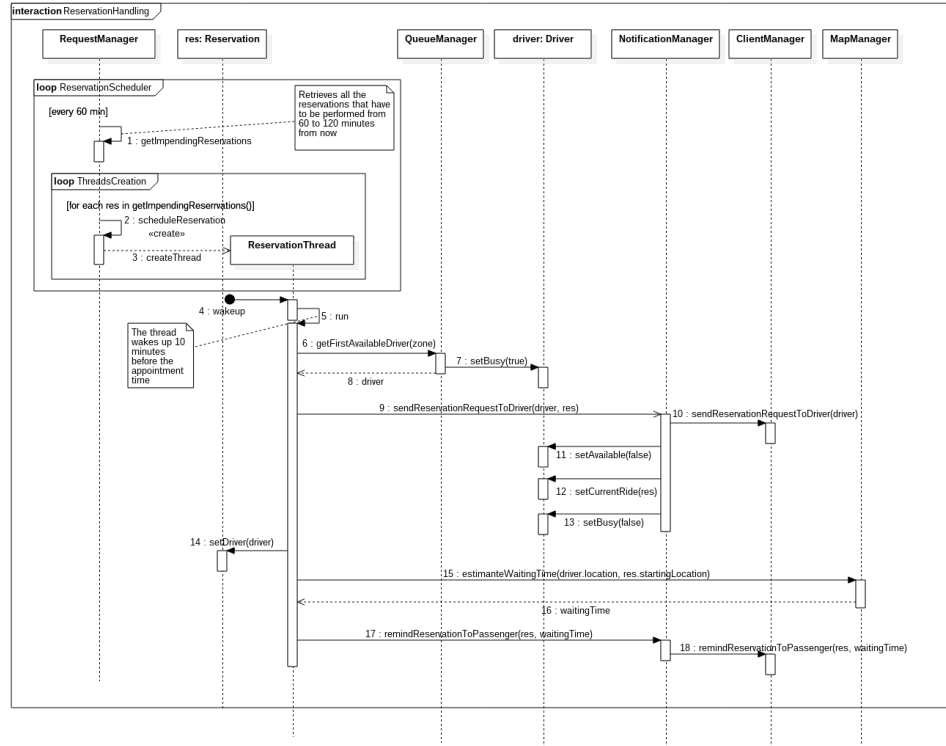 interaction ReservationHandling
RequestManager
res: Reservation
QueueManager
driver: Driver
NotificationManager
ClientManager
MapManager
loop ReservationScheduler
[every 60 min]
Retrieves all the
reservations that have
to be performed from
60 to 120 minutes
from now
1 : getImpendingReservations
loop ThreadsCreation
[for each res in getImpendingReserrvations()]
2 : scheduleReservation
«create»
ReservationThread
3 : createThread
4 : wakeup
5 : run
The thread
wakes up 10
minutes
before the
appointment
time
6 : getFirstAvailableDriver(zone)
7 : setBusy(true)
8 : driver
9 : sendReservationRequestToDriver(driver, res)
10 : sendReservationRequestToDriver(driver)
11 : setAvailable(false)
12 : setCurrentRide(res)
13 : setBusy(false)
14 : setDriver(driver)
15 : estimanteWaitingTime(driver.location, res.startingLocation)
16 : waitingTime
17 : remindReservationToPassenger(res, waitingTime)
18 : remindReservationToPassenger(res, waitingTime)